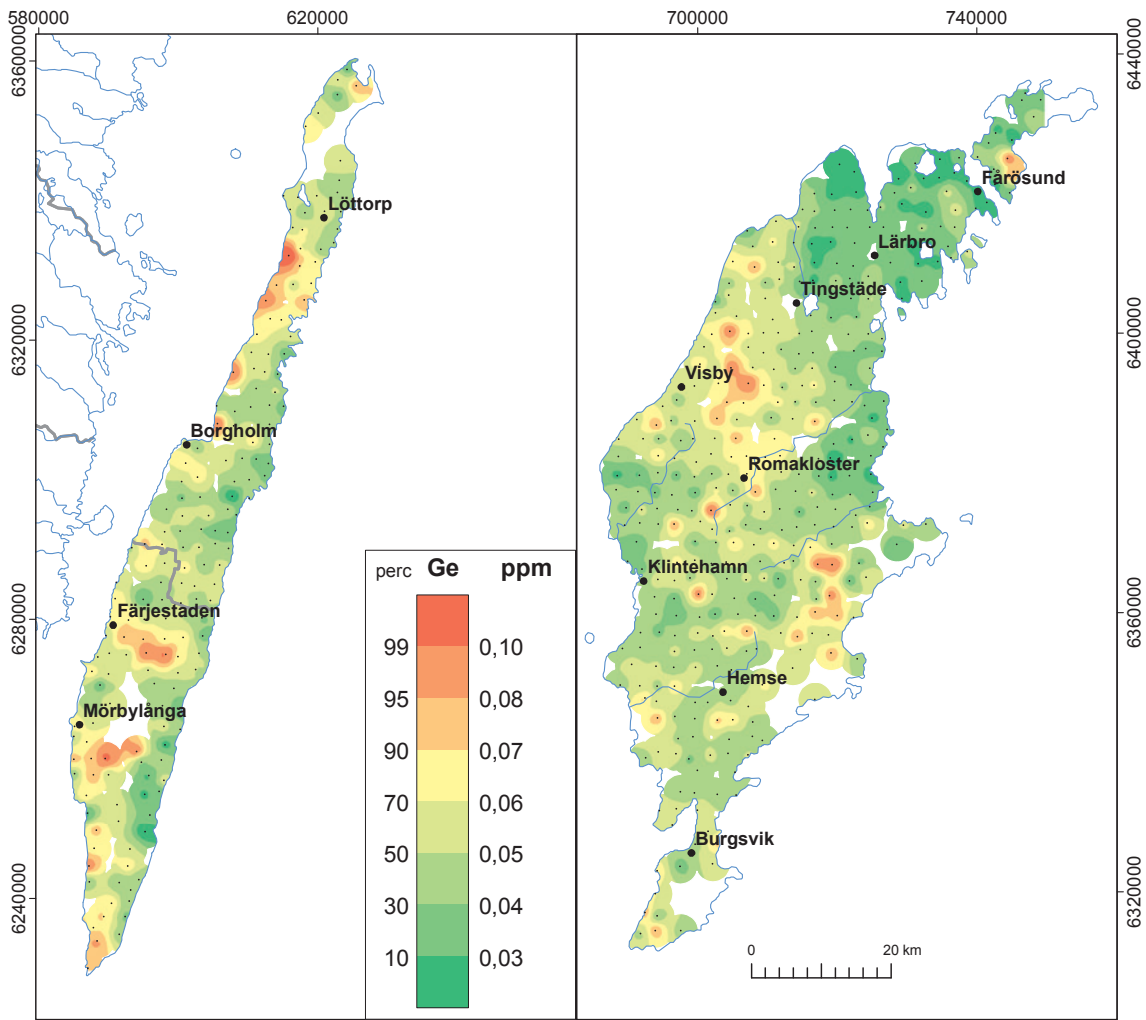 580000
620000
700000
740000
6360000
6320000
6280000
6240000
Löttorp
Borgholm
Färjestaden
Mörbylånga
perc Ge ppm
99 0,10
95 0,08
90 0,07
70 0,06
50 0,05
30 0,04
10 0,03
6440000
6400000
6360000
6320000
Fårösund
Lärbro
Tingstäde
Visby
Romakloster
Klintehamn
Hemse
Burgsvik
0 20 km